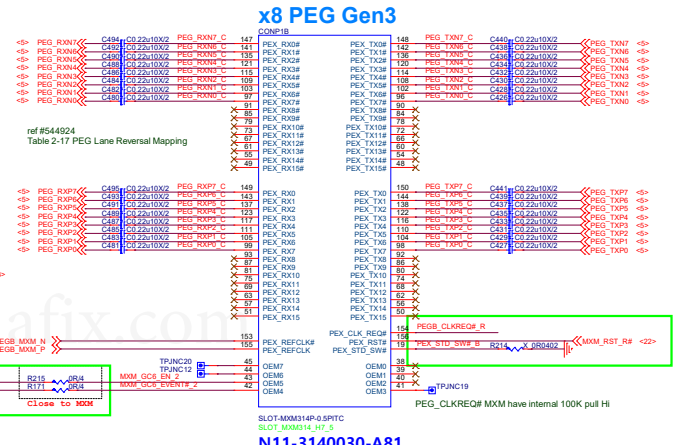 x8 PEG Gen3
CONP1B
<5> PEG_RXN7 C494 C0.22u10X/2 PEG_RXN7_C 147 PEX_RX0# PEX_TX0# 148 PEG_TXN7_C C440 C0.22u10X/2 PEG_TXN7 <5>
<5> PEG_RXN6 C492 C0.22u10X/2 PEG_RXN6_C 141 PEX_RX1# PEX_TX1# 142 PEG_TXN6_C C438 C0.22u10X/2 PEG_TXN6 <5>
<5> PEG_RXN5 C490 C0.22u10X/2 PEG_RXN5_C 135 PEX_RX2# PEX_TX2# 136 PEG_TXN5_C C436 C0.22u10X/2 PEG_TXN5 <5>
<5> PEG_RXN4 C488 C0.22u10X/2 PEG_RXN4_C 121 PEX_RX3# PEX_TX3# 120 PEG_TXN4_C C434 C0.22u10X/2 PEG_TXN4 <5>
<5> PEG_RXN3 C486 C0.22u10X/2 PEG_RXN3_C 115 PEX_RX4# PEX_TX4# 114 PEG_TXN3_C C432 C0.22u10X/2 PEG_TXN3 <5>
<5> PEG_RXN2 C484 C0.22u10X/2 PEG_RXN2_C 109 PEX_RX5# PEX_TX5# 108 PEG_TXN2_C C430 C0.22u10X/2 PEG_TXN2 <5>
<5> PEG_RXN1 C482 C0.22u10X/2 PEG_RXN1_C 103 PEX_RX6# PEX_TX6# 102 PEG_TXN1_C C428 C0.22u10X/2 PEG_TXN1 <5>
<5> PEG_RXN0 C480 C0.22u10X/2 PEG_RXN0_C 97 PEX_RX7# PEX_TX7# 96 PEG_TXN0_C C426 C0.22u10X/2 PEG_TXN0 <5>
91 PEX_RX8# PEX_TX8# 90
85 PEX_RX9# PEX_TX9# 84
79 PEX_RX10# PEX_TX10# 78
73 PEX_RX11# PEX_TX11# 72
67 PEX_RX12# PEX_TX12# 66
61 PEX_RX13# PEX_TX13# 60
55 PEX_RX14# PEX_TX14# 54
49 PEX_RX15# PEX_TX15# 48
ref #544924
Table 2-17 PEG Lane Reversal Mapping
<5> PEG_RXP7 C495 C0.22u10X/2 PEG_RXP7_C 149 PEX_RX0 PEX_TX0 150 PEG_TXP7_C C441 C0.22u10X/2 PEG_TXP7 <5>
<5> PEG_RXP6 C493 C0.22u10X/2 PEG_RXP6_C 143 PEX_RX1 PEX_TX1 144 PEG_TXP6_C C439 C0.22u10X/2 PEG_TXP6 <5>
<5> PEG_RXP5 C491 C0.22u10X/2 PEG_RXP5_C 137 PEX_RX2 PEX_TX2 138 PEG_TXP5_C C437 C0.22u10X/2 PEG_TXP5 <5>
<5> PEG_RXP4 C489 C0.22u10X/2 PEG_RXP4_C 123 PEX_RX3 PEX_TX3 122 PEG_TXP4_C C435 C0.22u10X/2 PEG_TXP4 <5>
<5> PEG_RXP3 C487 C0.22u10X/2 PEG_RXP3_C 117 PEX_RX4 PEX_TX4 116 PEG_TXP3_C C433 C0.22u10X/2 PEG_TXP3 <5>
<5> PEG_RXP2 C485 C0.22u10X/2 PEG_RXP2_C 111 PEX_RX5 PEX_TX5 110 PEG_TXP2_C C431 C0.22u10X/2 PEG_TXP2 <5>
<5> PEG_RXP1 C483 C0.22u10X/2 PEG_RXP1_C 105 PEX_RX6 PEX_TX6 104 PEG_TXP1_C C429 C0.22u10X/2 PEG_TXP1 <5>
<5> PEG_RXP0 C481 C0.22u10X/2 PEG_RXP0_C 99 PEX_RX7 PEX_TX7 98 PEG_TXP0_C C427 C0.22u10X/2 PEG_TXP0 <5>
93 PEX_RX8 PEX_TX8 92
87 PEX_RX9 PEX_TX9 86
81 PEX_RX10 PEX_TX10 80
75 PEX_RX11 PEX_TX11 74
69 PEX_RX12 PEX_TX12 68
63 PEX_RX13 PEX_TX13 62
57 PEX_RX14 PEX_TX14 56
51 PEX_RX15 PEX_TX15 50
afix.com
PEX_CLK_REQ# 154 PEGB_CLKREQ#_R
EGB_MXM_N 153 PEX_REFCLK# PEX_RST# 156 MXM_RST_R# <22>
EGB_MXM_P 155 PEX_REFCLK PEX_STD_SW# 19 PEX_STD_SW#_B R214 X_0R0402
TPJNC20 45 OEM7 OEM0 38
TPJNC12 44 OEM6 OEM1 39
R215 0R/4 MXM_GC6_EN_2 43 OEM5 OEM2 40
R171 0R/4 MXM_GC6_EVENT#_2 42 OEM4 OEM3 41 TPJNC19
Close to MXM
PEG_CLKREQ# MXM have internal 100K pull Hi
SLOT-MXM314P-0.5PITC
SLOT_MXM314_H7_5
N11-3140030-A81